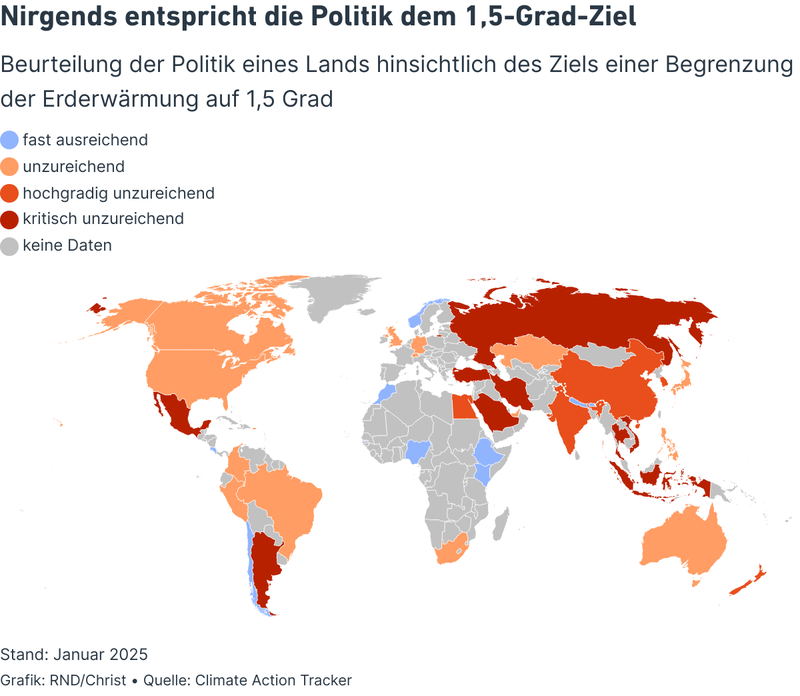 Nirgends entspricht die Politik dem 1,5-Grad-Ziel
Beurteilung der Politik eines Lands hinsichtlich des Ziels einer Begrenzung
der Erderwärmung auf 1,5 Grad
fast ausreichend
unzureichend
hochgradig unzureichend
kritisch unzureichend
keine Daten
Stand: Januar 2025
Grafik: RND/Christ • Quelle: Climate Action Tracker